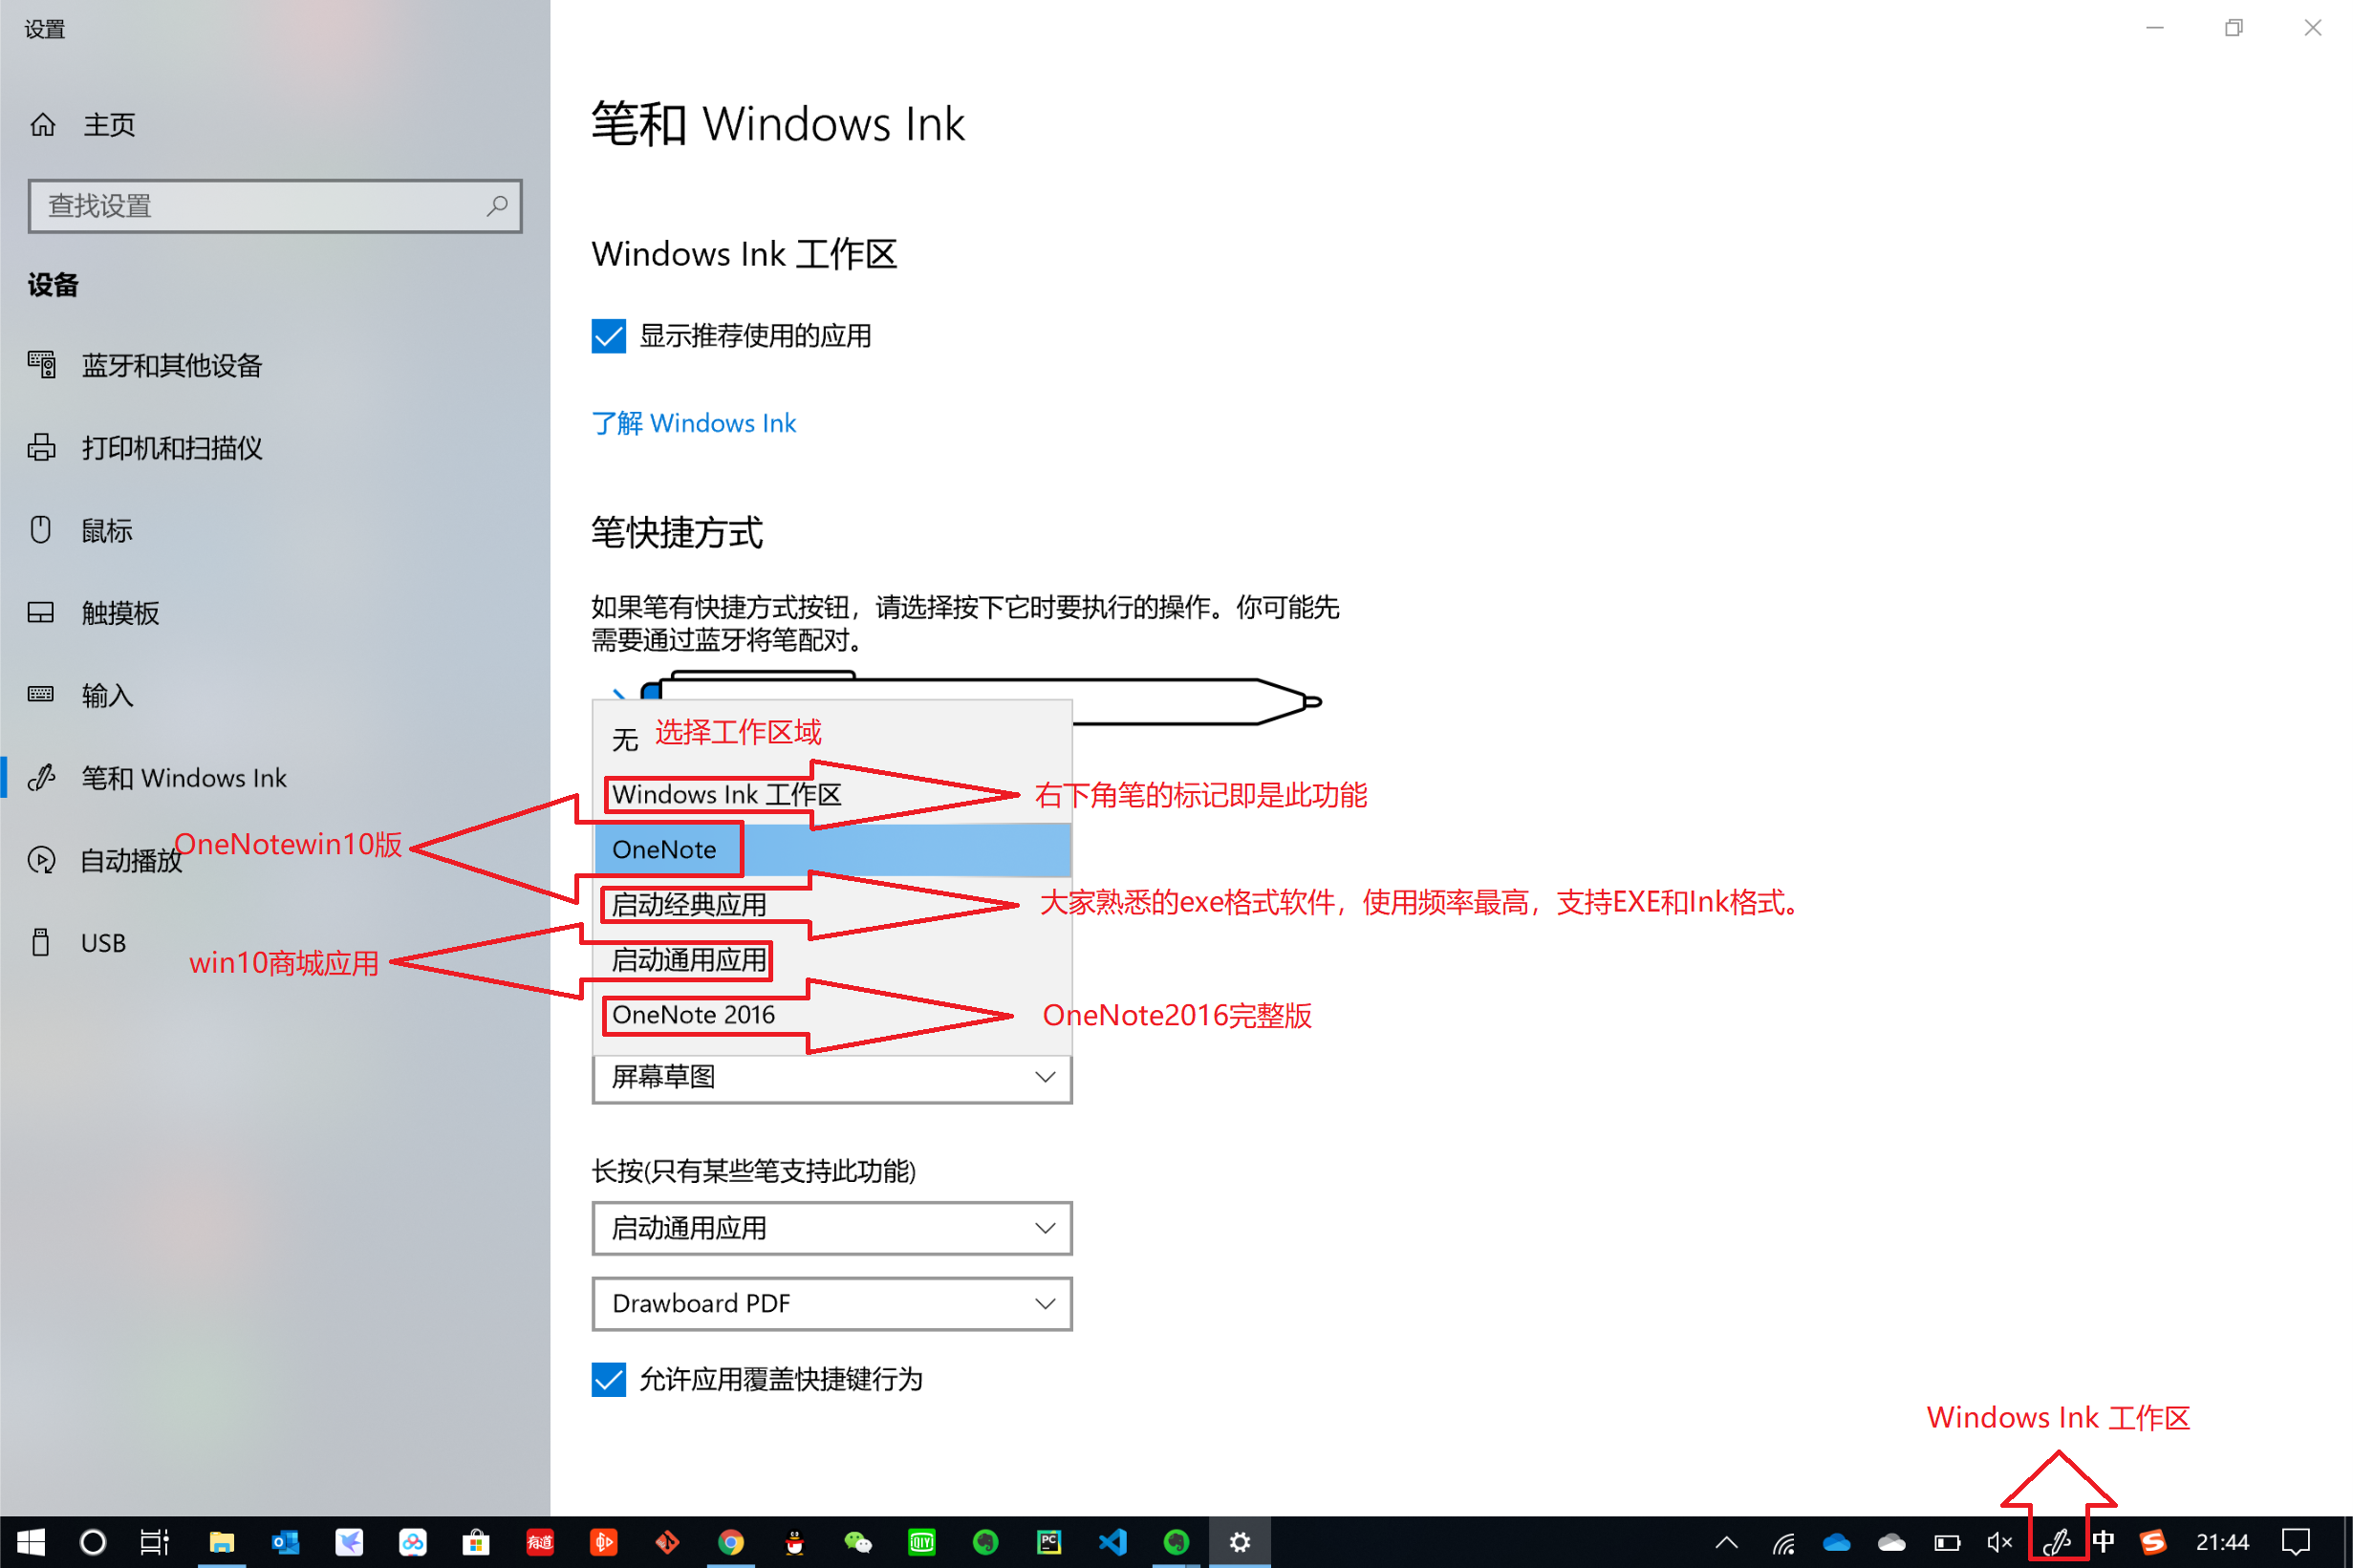 设置
主页
查找设置
设备
蓝牙和其他设备
打印机和扫描仪
鼠标
触摸板
输入
笔和 Windows Ink
自动播放
OneNotewin10版
USB
win10商城应用
笔和 Windows Ink
Windows Ink 工作区
显示推荐使用的应用
了解 Windows Ink
笔快捷方式
如果笔有快捷方式按钮，请选择按下它时要执行的操作。你可能先
需要通过蓝牙将笔配对。
无 选择工作区域
Windows Ink 工作区 右下角笔的标记即是此功能
OneNote
启动经典应用 大家熟悉的exe格式软件，使用频率最高，支持EXE和Ink格式。
启动通用应用
OneNote 2016 OneNote2016完整版
屏幕草图
长按(只有某些笔支持此功能)
启动通用应用
Drawboard PDF
允许应用覆盖快捷键行为
Windows Ink 工作区
有道
DIY
PC
中
21:44